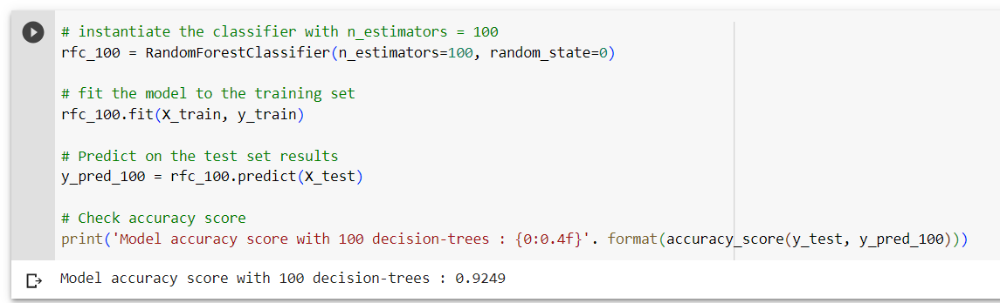 # instantiate the classifier with n_estimators = 100
rfc_100 = RandomForestClassifier(n_estimators=100, random_state=0)
# fit the model to the training set
rfc_100.fit(X_train, y_train)
# Predict on the test set results
y_pred_100 = rfc_100.predict(X_test)
# Check accuracy score
print('Model accuracy score with 100 decision-trees : {0:0.4f}'. format(accuracy_score(y_test, y_pred_100)))
Model accuracy score with 100 decision-trees : 0.9249